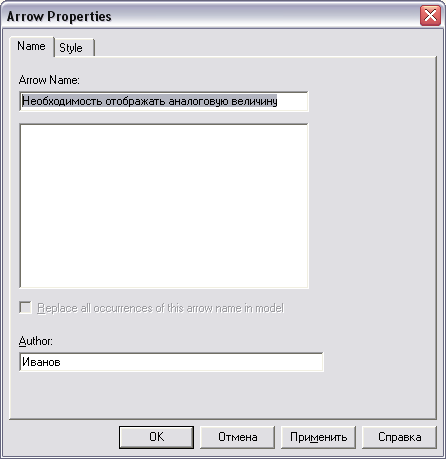 Arrow Properties
Name Style
Arrow Name:
Необходимость отображать аналоговую величину
Replace all occurrences of this arrow name in model
Author:
Иванов
OK Отмена Применить Справка